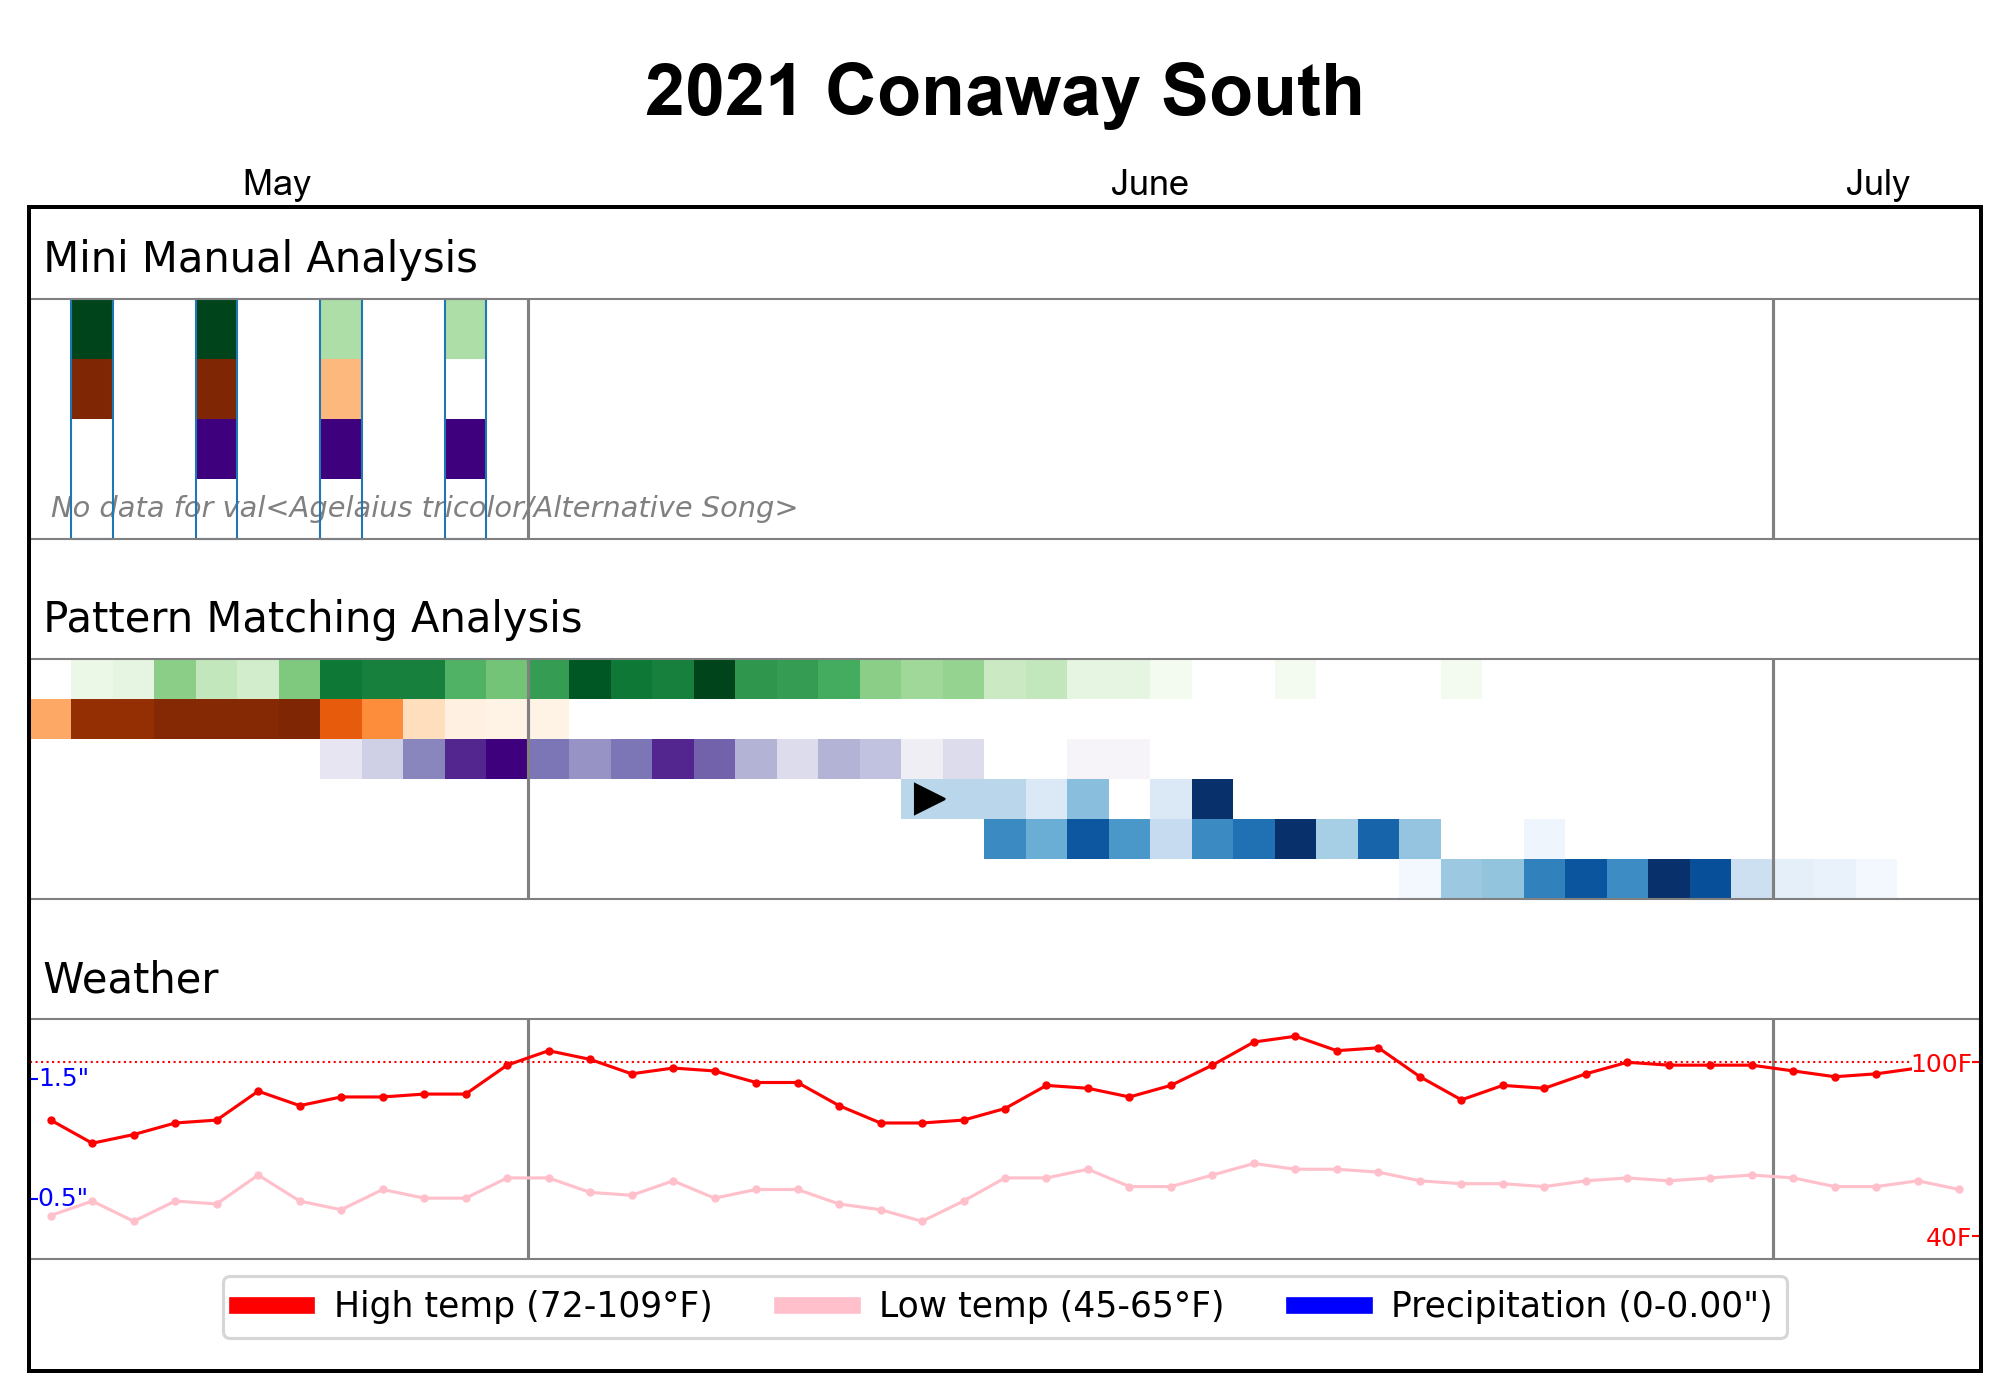 2021 Conaway South
May June July
Mini Manual Analysis
No data for val<Agelaius tricolor/Alternative Song>
Pattern Matching Analysis
Weather
100F
1.5"
0.5"
40F
High temp (72-109°F) Low temp (45-65°F) Precipitation (0-0.00")